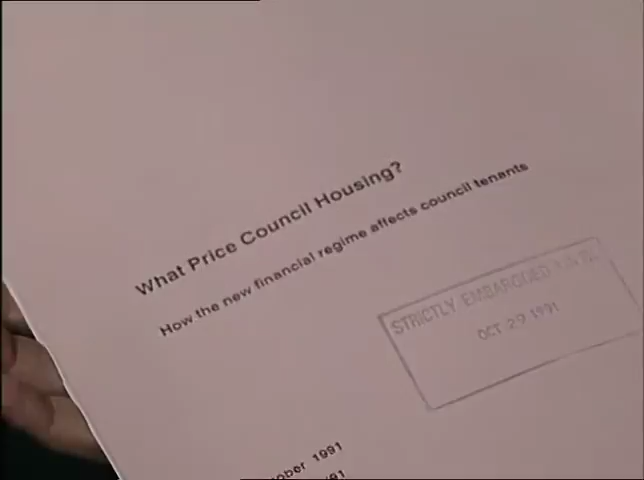 What Price Council Housing?
How the new financial regime affects council tenants
STRICTLY EMBARGOED
OCT 29 1991
1991